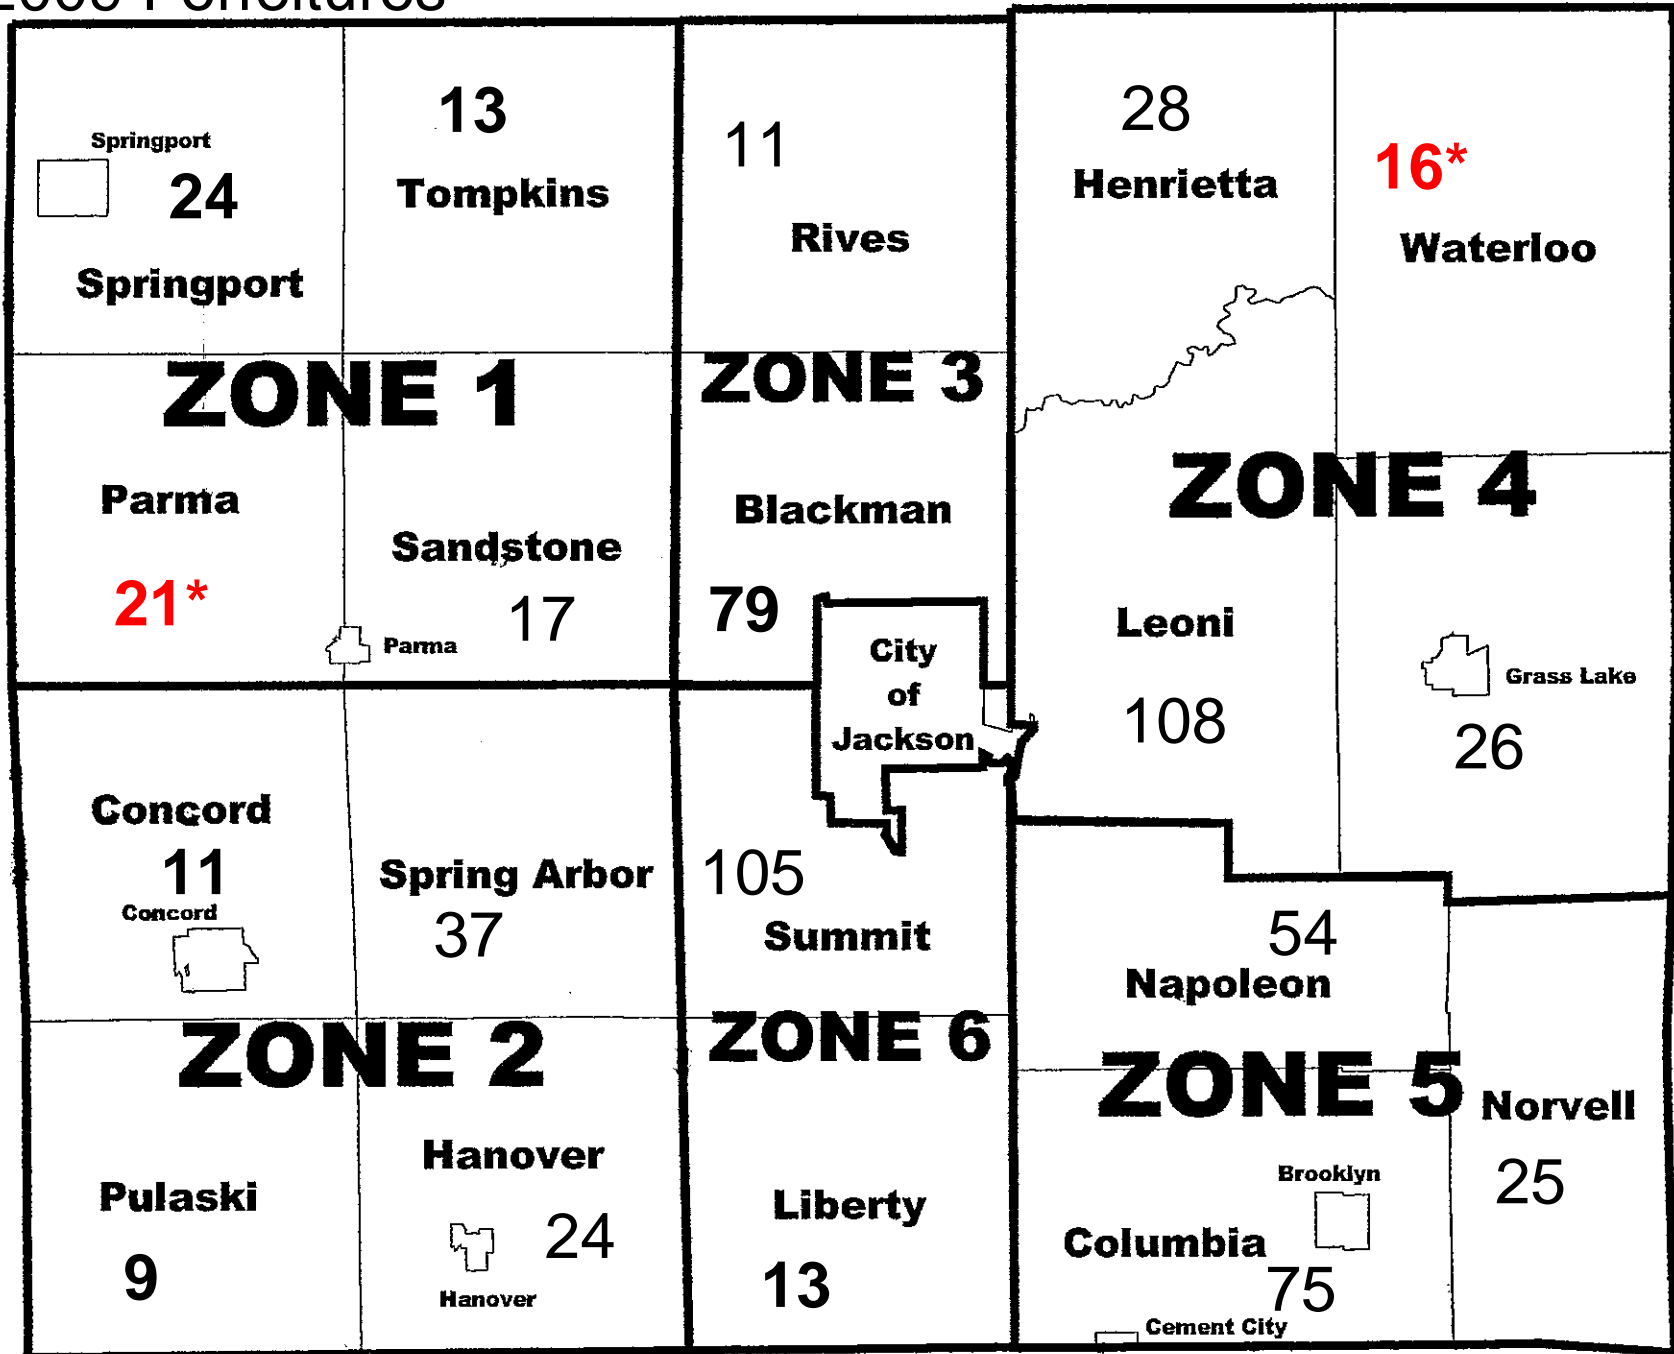 Springport
24
Springport
13
Tompkins
11
Rives
28
Henrietta
16*
Waterloo
ZONE 1
ZONE 3
ZONE 4
Parma
21*
Sandstone
17
Parma
Blackman
79
City
of
Jackson
Leoni
108
Grass Lake
26
Concord
11
Concord
Spring Arbor
37
105
Summit
54
Napoleon
ZONE 2
ZONE 6
ZONE 5
Norvell
25
Pulaski
9
Hanover
24
Hanover
Liberty
13
Brooklyn
Columbia
75
Cement City